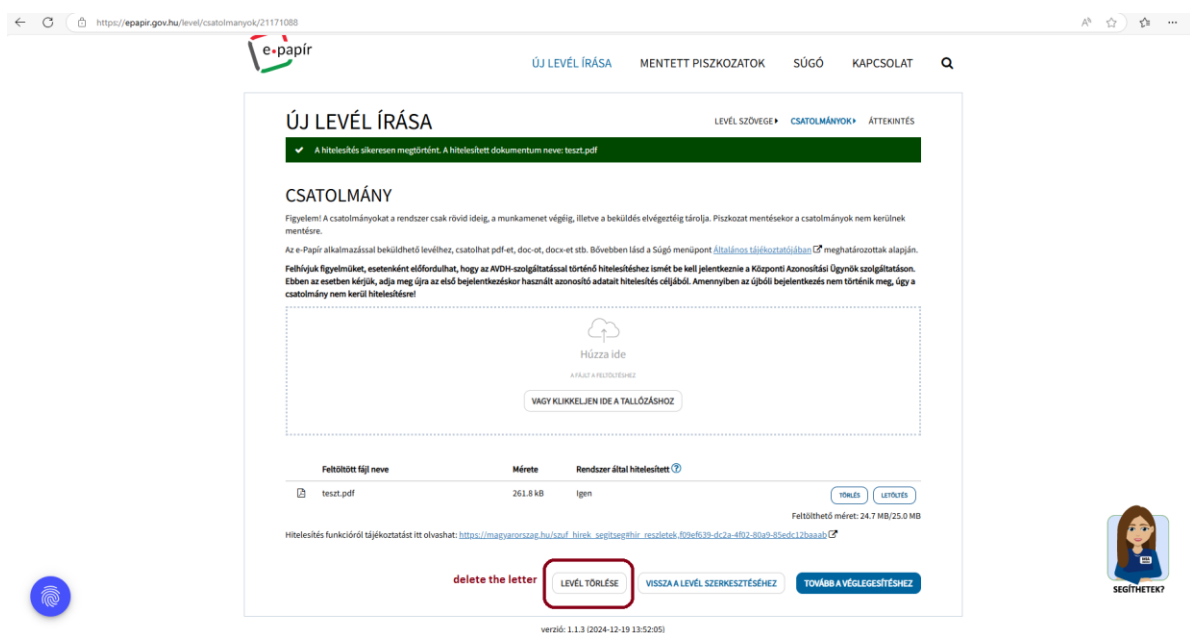 https://epapir.gov.hu/level/csatolmanyok/21171088
e-papír
ÚJ LEVÉL ÍRÁSA MENTETT PISZKOZATOK SÚGÓ KAPCSOLAT
ÚJ LEVÉL ÍRÁSA
LEVÉL SZÖVEGE CSATOLMÁNYOK ÁTTEKINTÉS
A hitelesítés sikeresen megtörtént. A hitelesített dokumentum neve: teszt.pdf
CSATOLMÁNY
Figyelem! A csatolmányokat a rendszer csak rövid ideig, a munkamenet végéig, illetve a beküldés elvégeztéig tárolja. Piszkozat mentésekor a csatolmányok nem kerülnek
mentésre.
Az e-Papír alkalmazással beküldhető levélhez, csatolhat pdf-et, doc-ot, docx-et stb. Bővebben lásd a Súgó menüpont Általános tájékoztatójában meghatározottak alapján.
Felhívjuk figyelmüket, esetenként előfordulhat, hogy az AVDH-szolgáltatással történő hitelesítéshez ismét be kell jelentkeznie a Központi Azonosítási Ügynök szolgáltatáson.
Ebben az esetben kérjük, adja meg újra az első bejelentkezéskor használt azonosító adatait hitelesítés céljából. Amennyiben az újbóli bejelentkezés nem történik meg, úgy a
csatolmány nem kerül hitelesítésre!
Húzza ide
A FÁJLT A FELTÖLTÉSHEZ
VAGY KLIKKELJEN IDE A TALLÓZÁSHOZ
Feltöltött fájl neve Mérete Rendszer által hitelesített ?
teszt.pdf 261.8 kB Igen TÖRLÉS LETÖLTÉS
Feltölthető méret: 24.7 MB/25.0 MB
Hitelesítés funkcióról tájékoztatást itt olvashat: https://magyarorszag.hu/szuf_hirek_segitseg#hir_reszletek,f09ef639-dc2a-4f02-80a9-85edc12baaab
delete the letter LEVÉL TÖRLÉSE VISSZA A LEVÉL SZERKESZTÉSÉHEZ TOVÁBB A VÉGLEGESÍTÉSHEZ
SEGÍTHETEK?
verzió: 1.1.3 (2024-12-19 13:52:05)